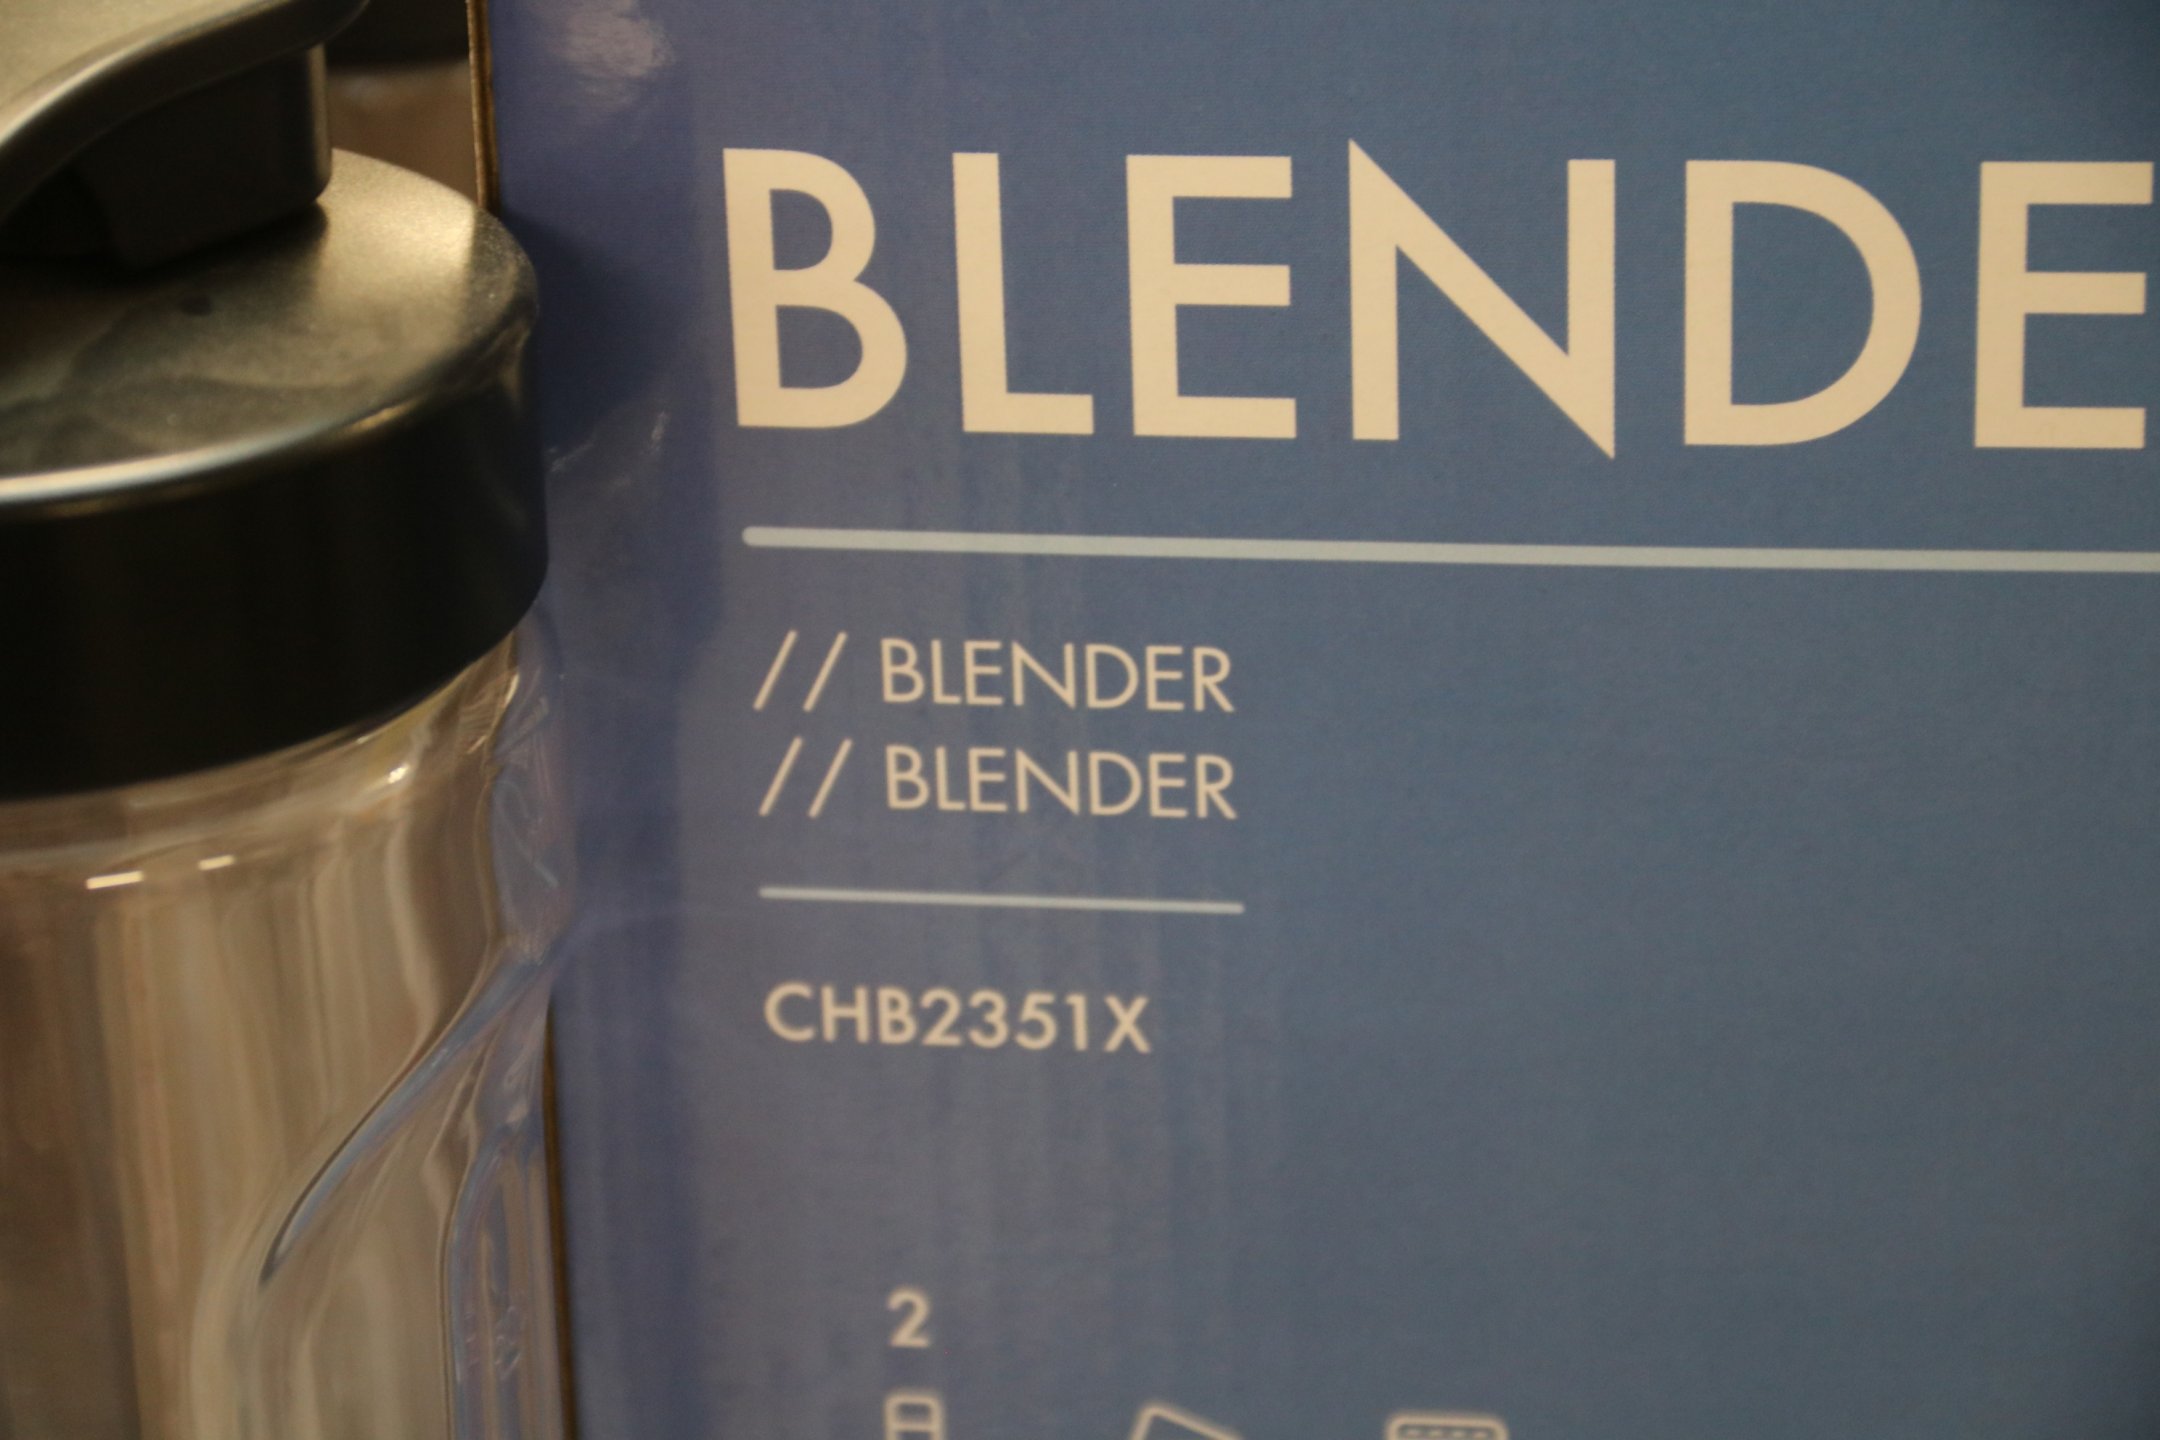 BLENDE
// BLENDER
// BLENDER
CHB2351X
2